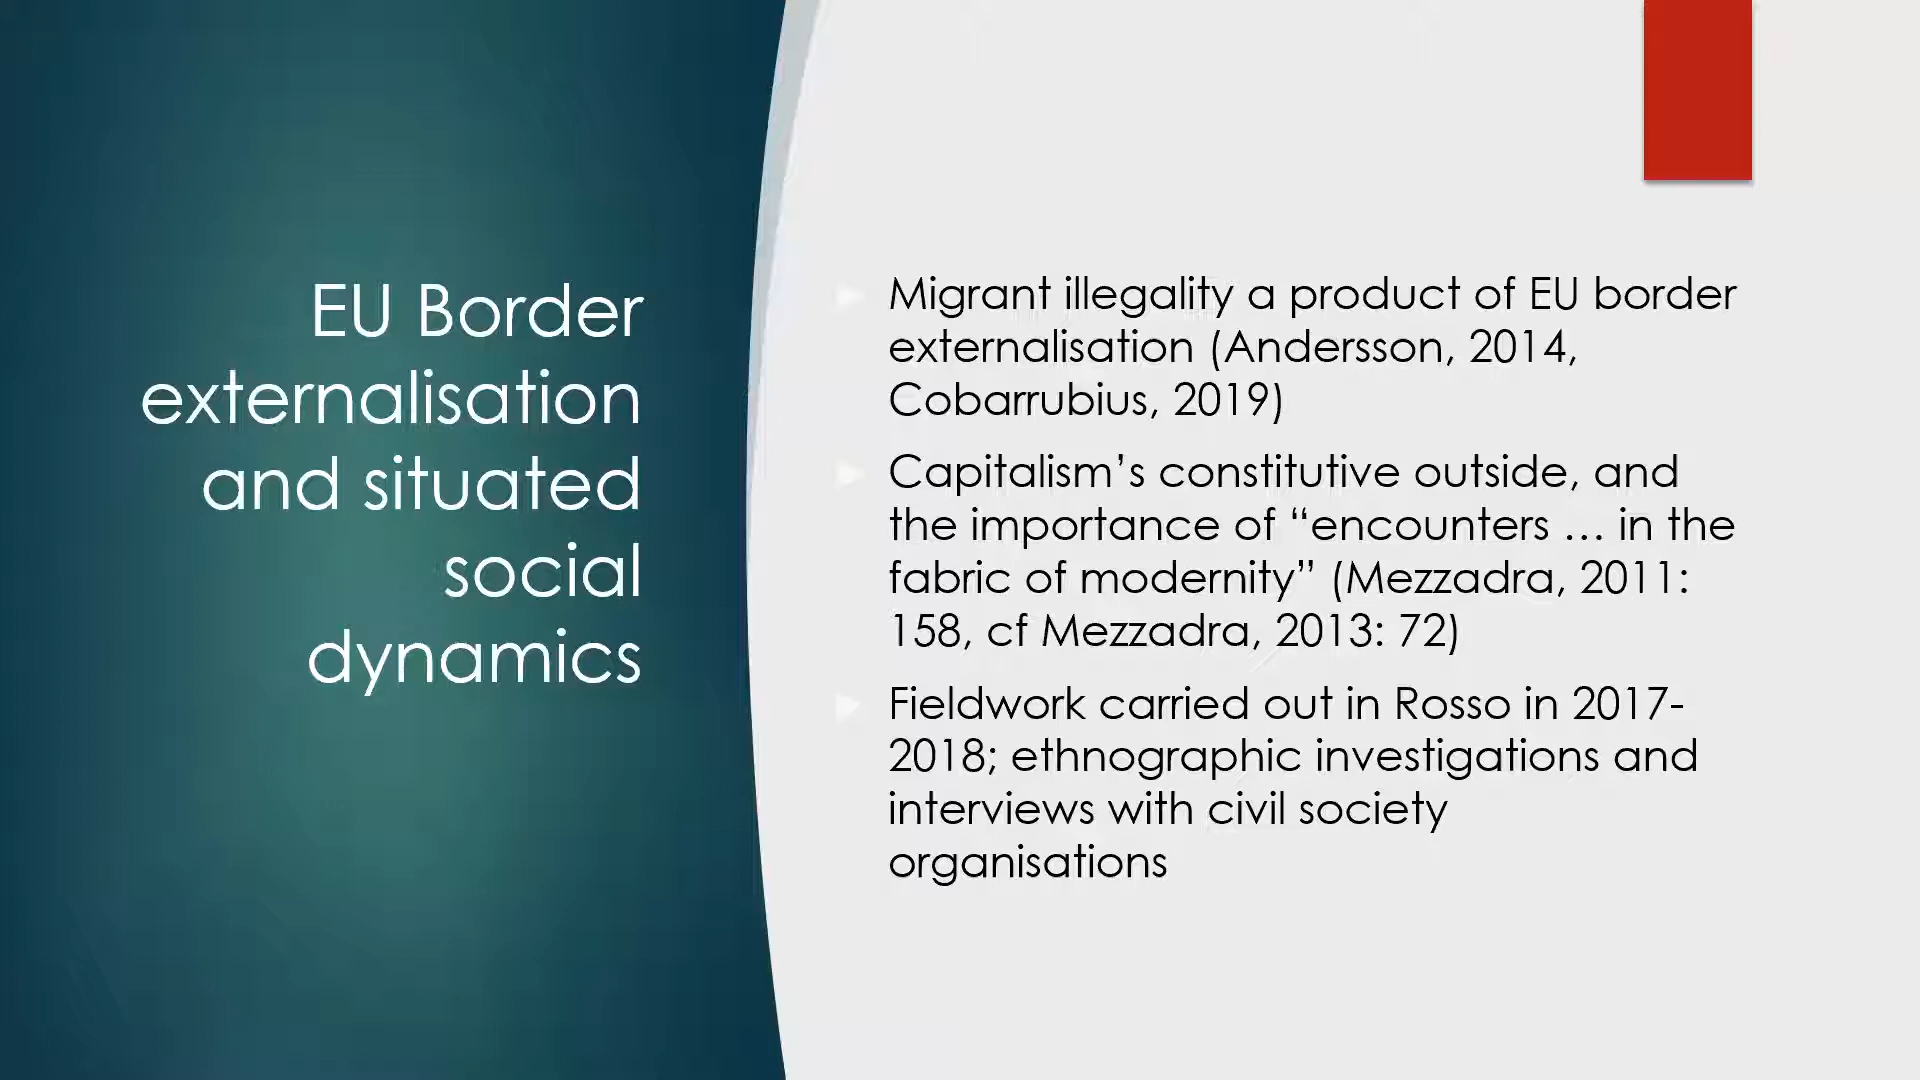 EU Border
externalisation
and situated
social
dynamics
Migrant illegality a product of EU border
externalisation (Andersson, 2014,
Cobarrubius, 2019)
Capitalism’s constitutive outside, and
the importance of “encounters … in the
fabric of modernity” (Mezzadra, 2011:
158, cf Mezzadra, 2013: 72)
Fieldwork carried out in Rosso in 2017-
2018; ethnographic investigations and
interviews with civil society
organisations